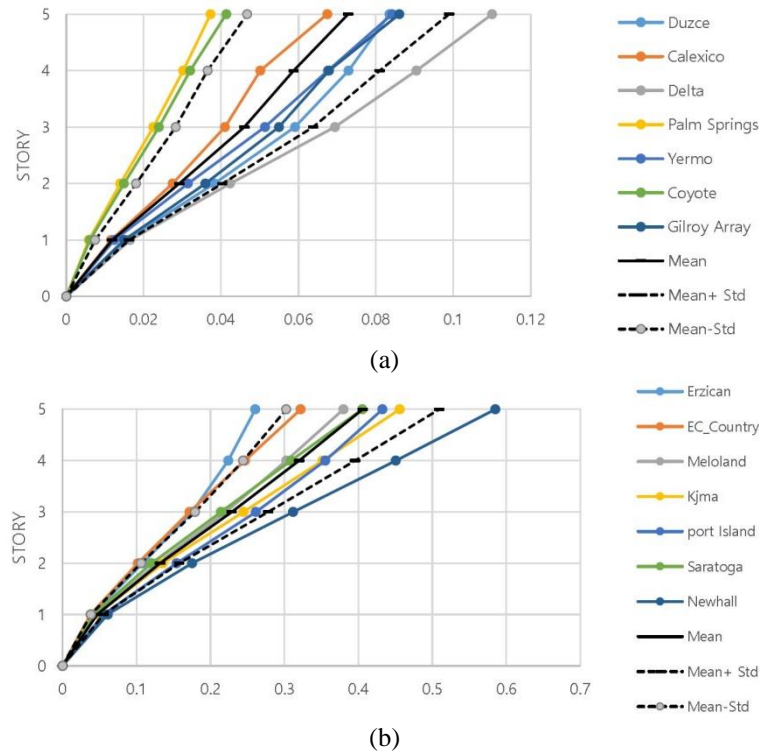 5
4
3
2
1
0
STORY
0
0.02
0.04
0.06
0.08
0.1
0.12
Duzce
Calexico
Delta
Palm Springs
Yermo
Coyote
Gilroy Array
Mean
Mean+ Std
Mean-Std
(a)
5
4
3
2
1
0
STORY
0
0.1
0.2
0.3
0.4
0.5
0.6
0.7
Erzican
EC_Country
Meloland
Kjma
port Island
Saratoga
Newhall
Mean
Mean+ Std
Mean-Std
(b)